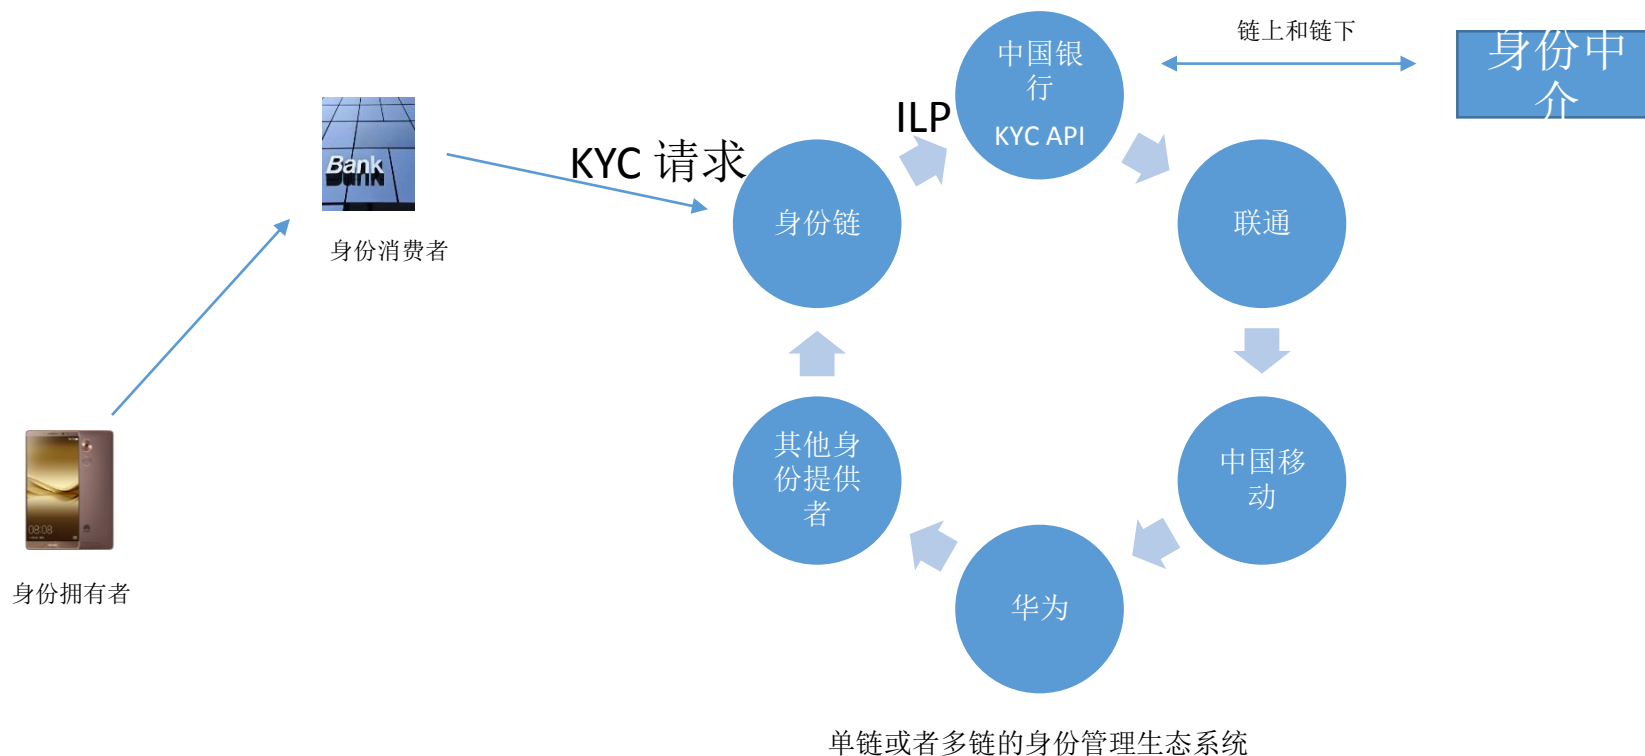 链上和链下
身份中
介
中国银
行
KYC API
ILP
Bank
KYC 请求
身份链
联通
身份消费者
其他身
份提供
者
中国移
动
08:08
身份拥有者
华为
单链或者多链的身份管理生态系统